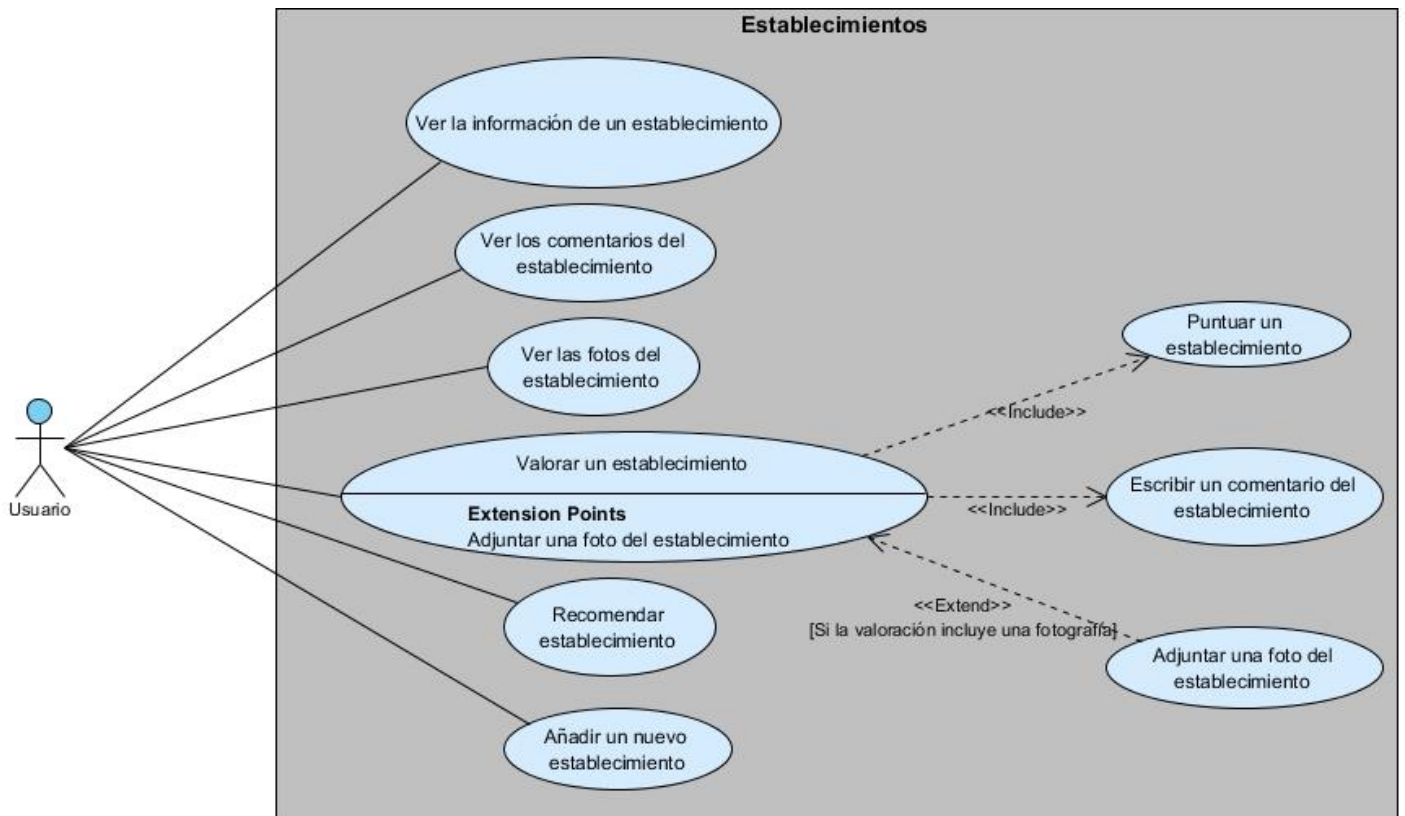 Establecimientos
Ver la información de un establecimiento
Ver los comentarios del
establecimiento
Ver las fotos del
establecimiento
Puntuar un
establecimiento
<<Include>>
Valorar un establecimiento
Extension Points
Adjuntar una foto del establecimiento
Escribir un comentario del
establecimiento
<<Include>>
Usuario
<<Extend>>
[Si la valoración incluye una fotografía]
Recomendar
establecimiento
Adjuntar una foto del
establecimiento
Añadir un nuevo
establecimiento